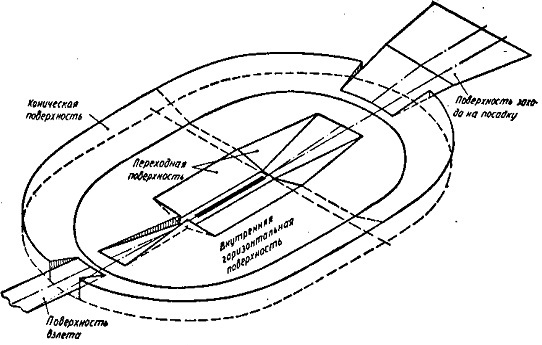 Коническая
поверхность
Переходная
поверхность
Поверхность захо-
да на посадку
Внутренняя
горизонтальная
поверхность
Поверхность
взлета